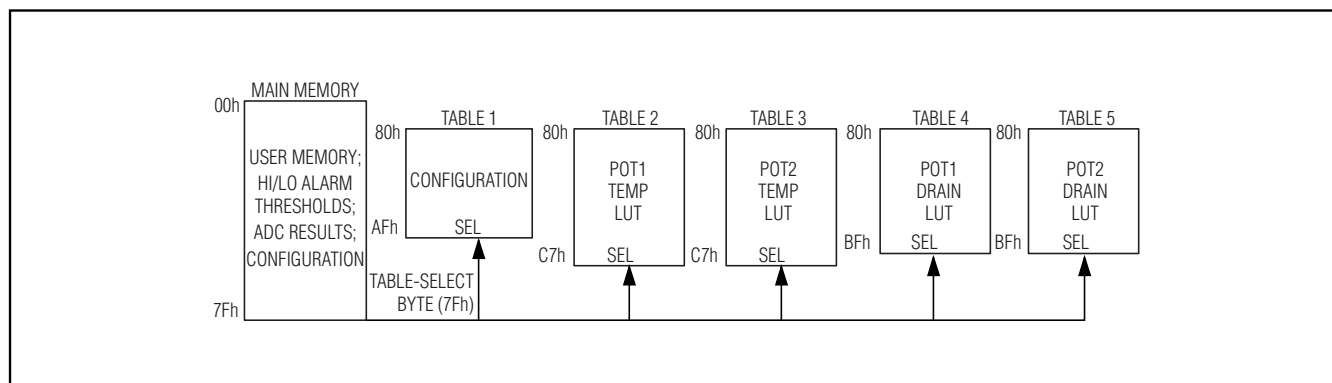 MAIN MEMORY
00h
USER MEMORY;
HI/LO ALARM
THRESHOLDS;
ADC RESULTS;
CONFIGURATION
7Fh
TABLE-SELECT
BYTE (7Fh)
TABLE 1
80h
CONFIGURATION
AFh
SEL
TABLE 2
80h
POT1
TEMP
LUT
C7h
SEL
TABLE 3
80h
POT2
TEMP
LUT
C7h
SEL
TABLE 4
80h
POT1
DRAIN
LUT
BFh
SEL
TABLE 5
80h
POT2
DRAIN
LUT
BFh
SEL